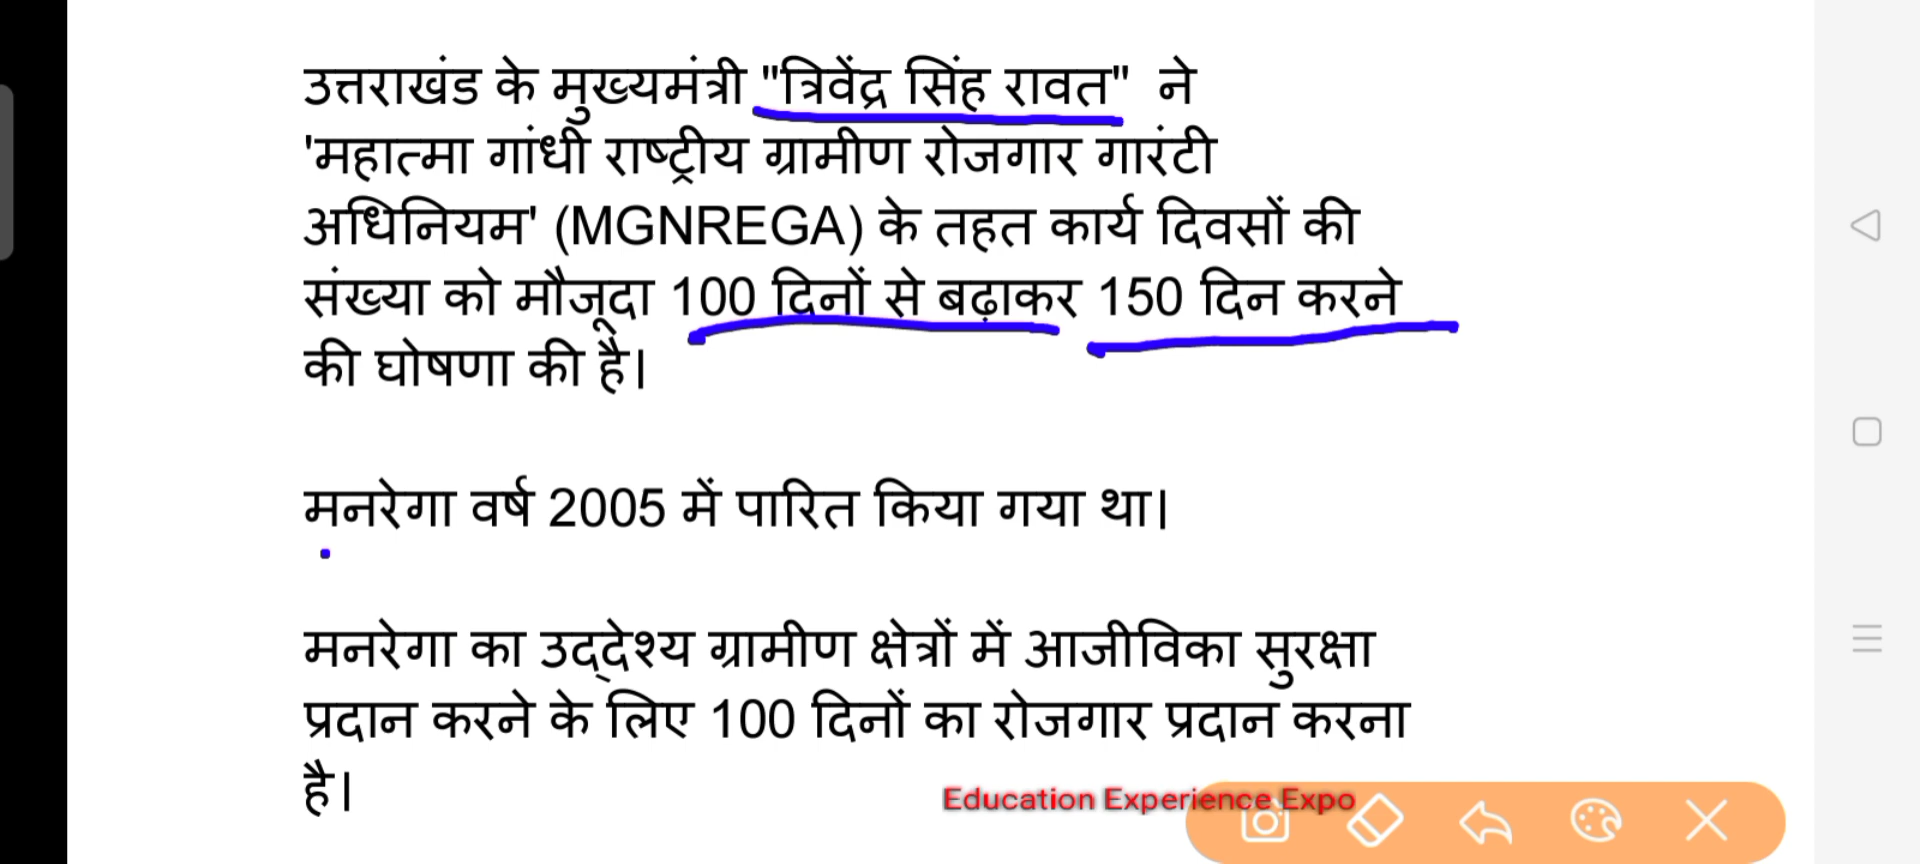 उत्तराखंड के मुख्यमंत्री "त्रिवेंद्र सिंह रावत"  ने
'महात्मा गांधी राष्ट्रीय ग्रामीण रोजगार गारंटी
अधिनियम' (MGNREGA) के तहत कार्य दिवसों की
संख्या को मौजूदा 100 दिनों से बढ़ाकर 150 दिन करने
की घोषणा की है।
मनरेगा वर्ष 2005 में पारित किया गया था।
मनरेगा का उद्देश्य ग्रामीण क्षेत्रों में आजीविका सुरक्षा
प्रदान करने के लिए 100 दिनों का रोजगार प्रदान करना
है।
Education Experience Expo